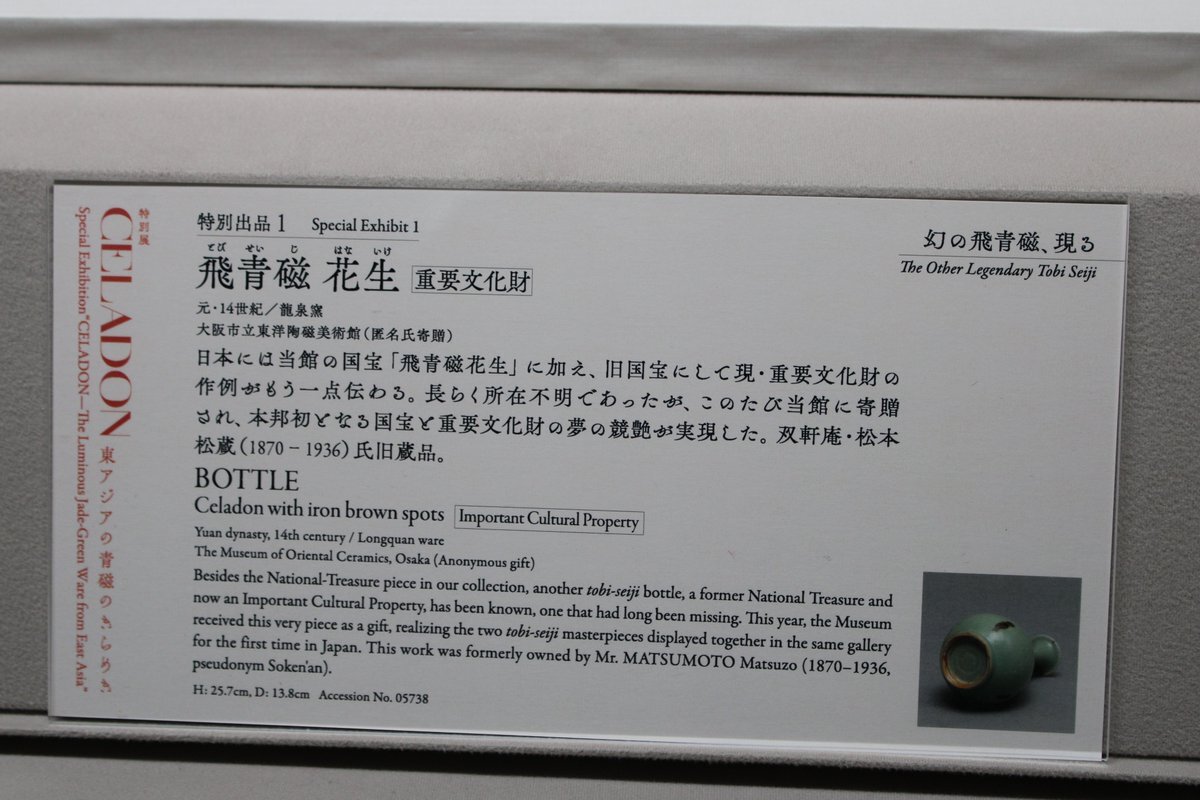 特別展
CELADON 東アジアの青磁のきらめき
Special Exhibition "CELADON—The Luminous Jade-Green Ware from East Asia"
特別出品 1 Special Exhibit 1
とび せい じ はな いけ
飛青磁 花生 重要文化財
元・14世紀／龍泉窯
大阪市立東洋陶磁美術館（匿名氏寄贈）
日本には当館の国宝「飛青磁花生」に加え、旧国宝にして現・重要文化財の
作例がもう一点伝わる。長らく所在不明であったが、このたび当館に寄贈
され、本邦初となる国宝と重要文化財の夢の競艶が実現した。双軒庵・松本
松蔵（1870 – 1936）氏旧蔵品。
BOTTLE
Celadon with iron brown spots Important Cultural Property
Yuan dynasty, 14th century / Longquan ware
The Museum of Oriental Ceramics, Osaka (Anonymous gift)
Besides the National-Treasure piece in our collection, another tobi-seiji bottle, a former National Treasure and
now an Important Cultural Property, has been known, one that had long been missing. This year, the Museum
received this very piece as a gift, realizing the two tobi-seiji masterpieces displayed together in the same gallery
for the first time in Japan. This work was formerly owned by Mr. MATSUMOTO Matsuzo (1870–1936,
pseudonym Soken'an).
H: 25.7cm, D: 13.8cm Accession No. 05738
幻の飛青磁、現る
The Other Legendary Tobi Seiji